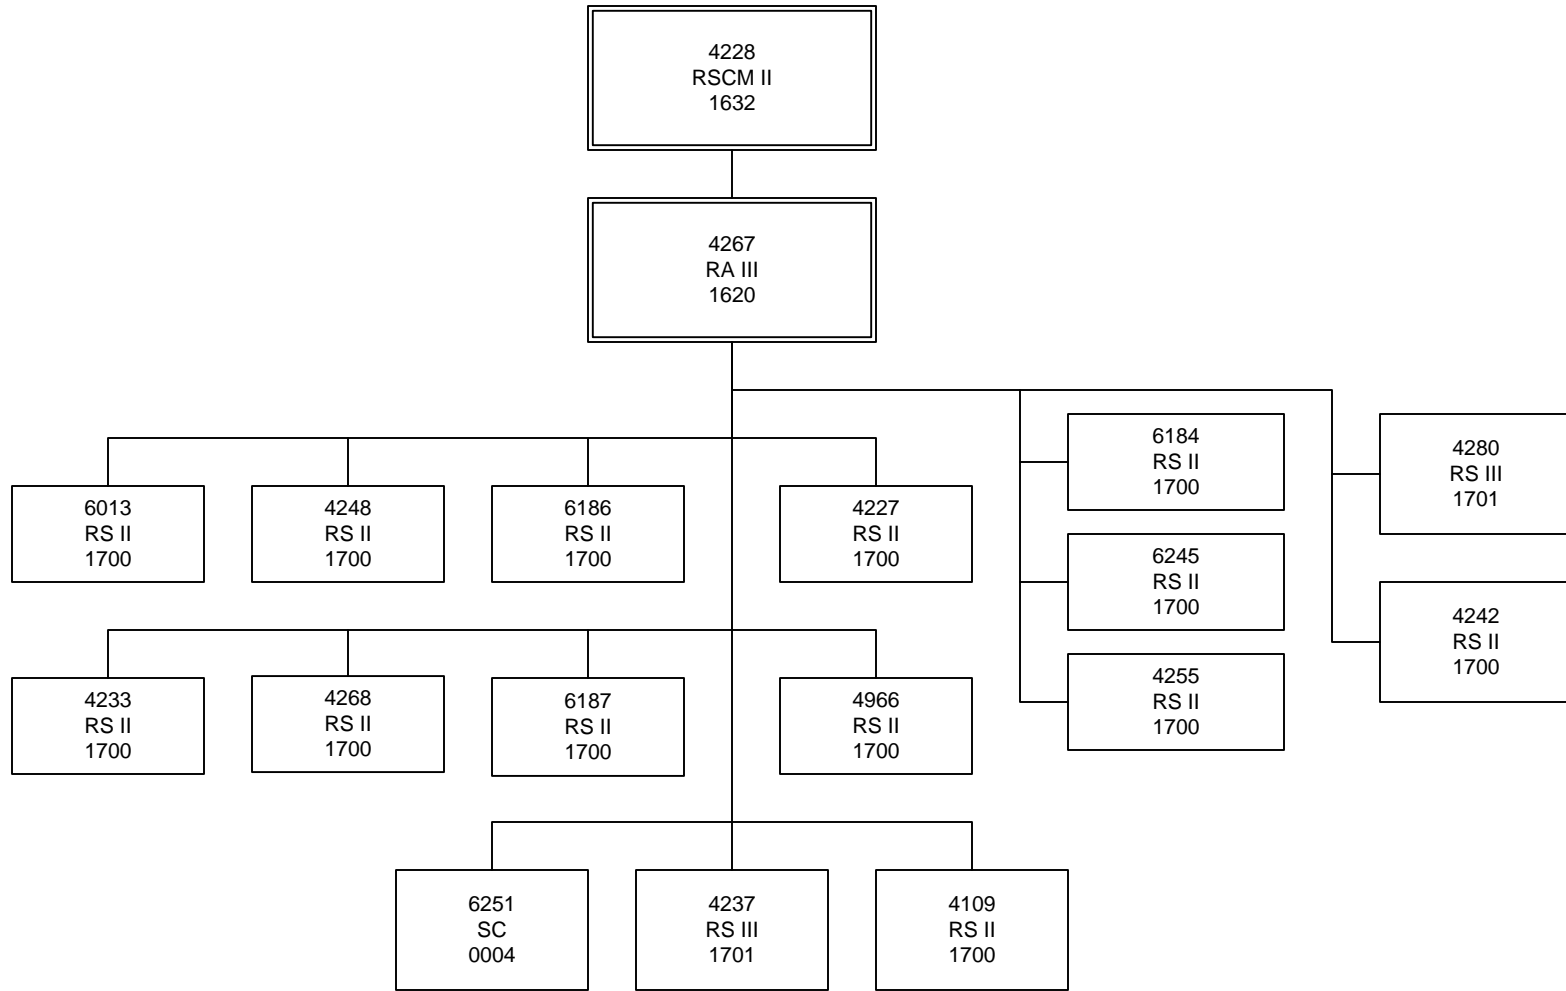 4228
RSCM II
1632
4267
RA III
1620
6013
RS II
1700
4248
RS II
1700
6186
RS II
1700
4227
RS II
1700
6184
RS II
1700
6245
RS II
1700
4255
RS II
1700
4280
RS III
1701
4242
RS II
1700
4233
RS II
1700
4268
RS II
1700
6187
RS II
1700
4966
RS II
1700
6251
SC
0004
4237
RS III
1701
4109
RS II
1700